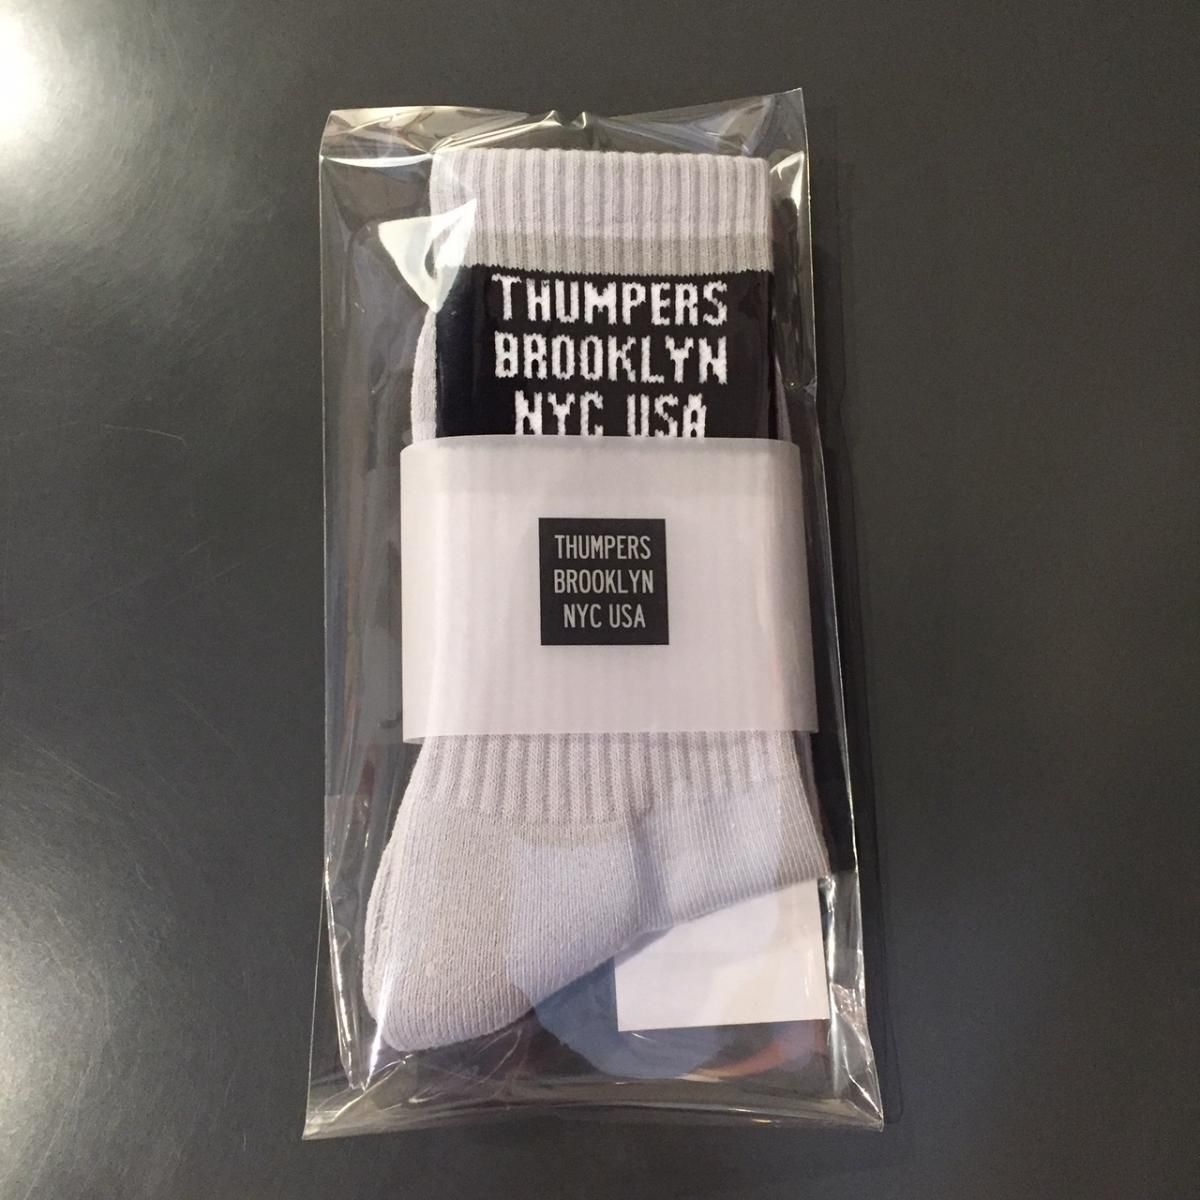 THUMPERS
BROOKLYN
NYC USA
THUMPERS
BROOKLYN
NYC USA